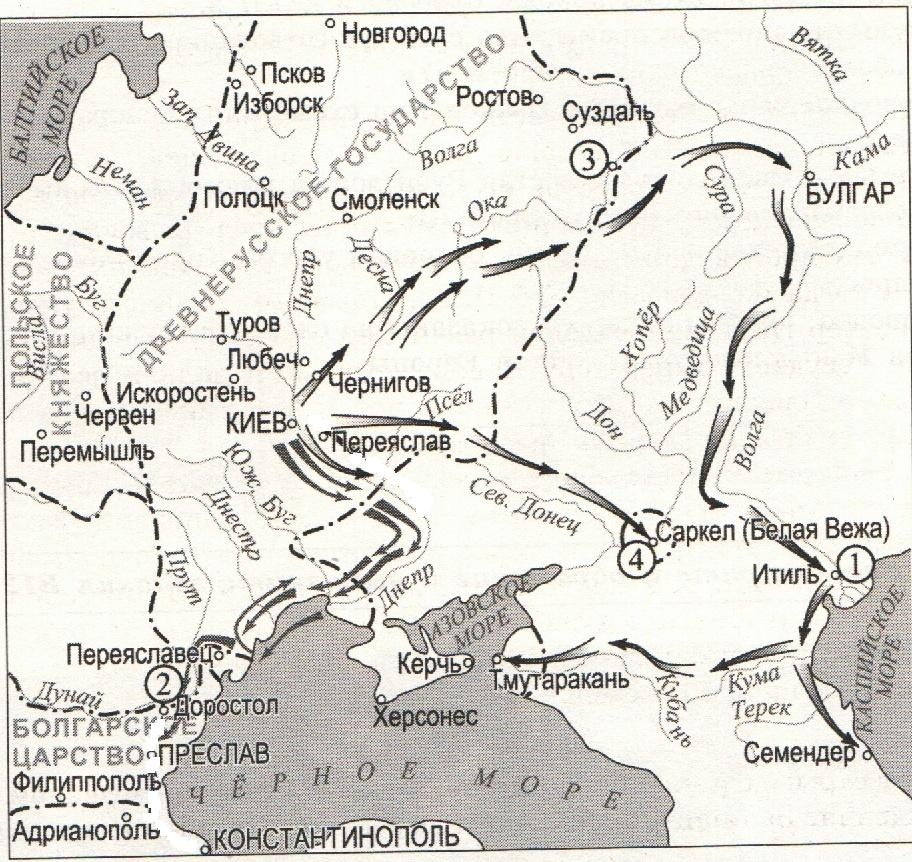 Новгород
Псков
Изборск
БАЛТИЙСКОЕ
МОРЕ
Зап. Двина
Неман
Полоцк
Ростов
Суздаль
3
Волга
Вятка
Кама
БУЛГАР
Сура
Смоленск
Ока
Десна
Днепр
ДРЕВНЕРУССКОЕ ГОСУДАРСТВО
ПОЛЬСКОЕ
КНЯЖЕСТВО
Висла
Буг
Туров
Любеч
Чернигов
Искоростень
Червен
КИЕВ
Переяслав
Перемышль
Псёл
Хопёр
Медведица
Дон
Волга
Юж. Буг
Днестр
Прут
Сев. Донец
Саркел (Белая Вежа)
4
Итиль
1
Днепр
АЗОВСКОЕ
МОРЕ
Керчь
Тмутаракань
Херсонес
Кубань
Кума
Терек
Семендер
КАСПИЙСКОЕ
МОРЕ
Переяславец
2
Дунай
Доростол
БОЛГАРСКОЕ
ЦАРСТВО
ПРЕСЛАВ
Филиппополь
Адрианополь
КОНСТАНТИНОПОЛЬ
ЧЁРНОЕ МОРЕ